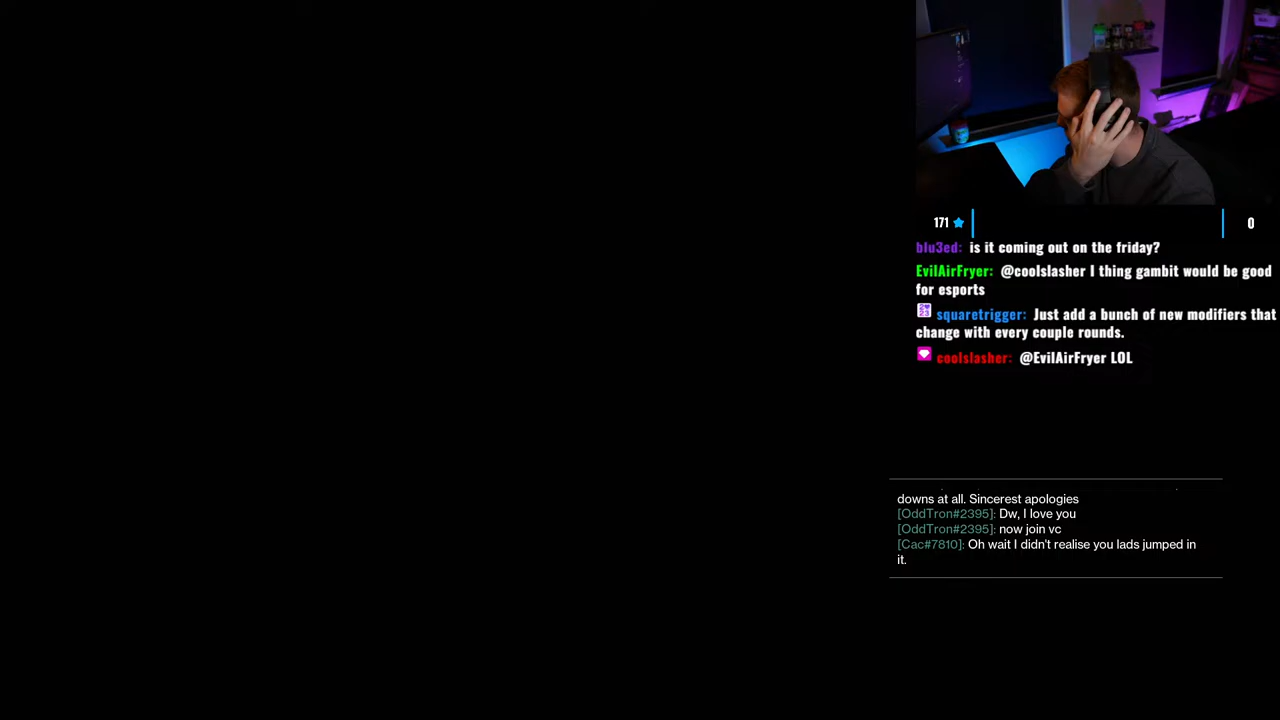 171
0
blu3ed: is it coming out on the friday?
EvilAirFryer: @coolslasher I thing gambit would be good
for esports
squaretrigger: Just add a bunch of new modifiers that
change with every couple rounds.
coolslasher: @EvilAirFryer LOL
downs at all. Sincerest apologies
[OddTron#2395]: Dw, I love you
[OddTron#2395]: now join vc
[Cac#7810]: Oh wait I didn't realise you lads jumped in
it.